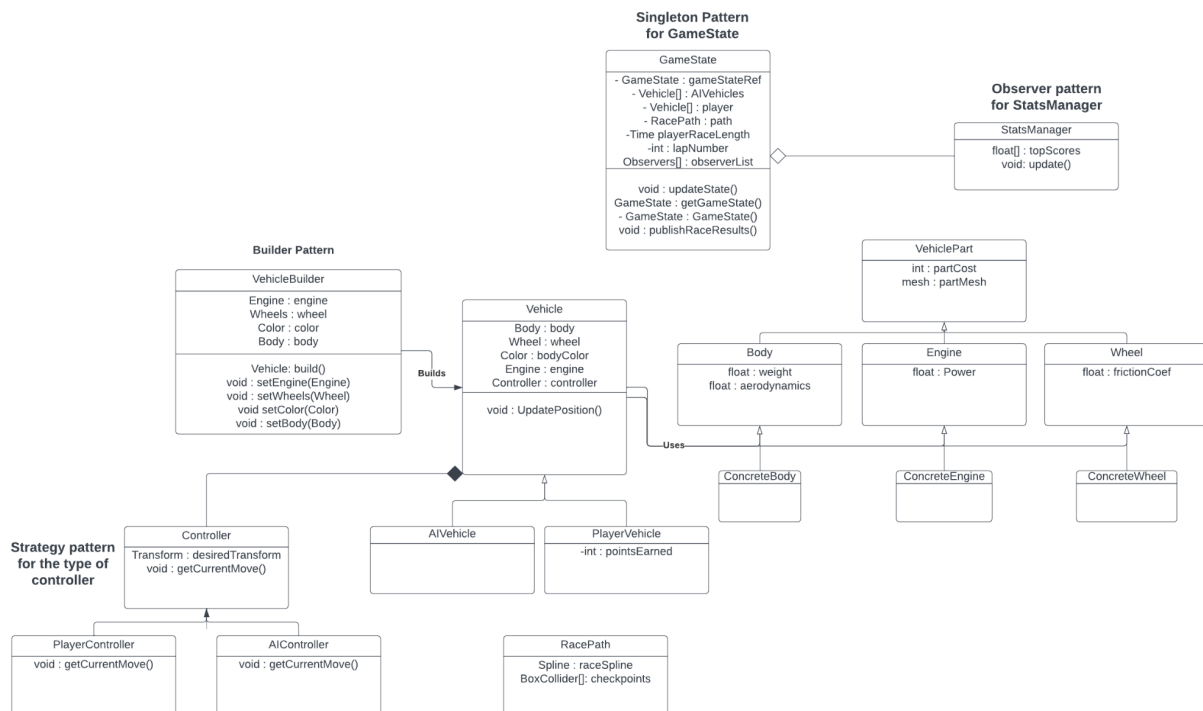 Singleton Pattern
for GameState
GameState
- GameState : gameStateRef
- Vehicle[] : AIVehicles
- Vehicle[] : player
- RacePath : path
-Time playerRaceLength
-int : lapNumber
Observers[] : observerList
void : updateState()
GameState : getGameState()
- GameState : GameState()
void : publishRaceResults()
Observer pattern
for StatsManager
StatsManager
float[] : topScores
void: update()
Builder Pattern
VehicleBuilder
Engine : engine
Wheels : wheel
Color : color
Body : body
Vehicle: build()
void : setEngine(Engine)
void : setWheels(Wheel)
void setColor(Color)
void : setBody(Body)
Builds
Vehicle
Body : body
Wheel : wheel
Color : bodyColor
Engine : engine
Controller : controller
void : UpdatePosition()
Uses
VehiclePart
int : partCost
mesh : partMesh
Body
float : weight
float : aerodynamics
Engine
float : Power
Wheel
float : frictionCoef
ConcreteBody
ConcreteEngine
ConcreteWheel
Strategy pattern
for the type of
controller
Controller
Transform : desiredTransform
void : getCurrentMove()
AIVehicle
PlayerVehicle
-int : pointsEarned
PlayerController
void : getCurrentMove()
AIController
void : getCurrentMove()
RacePath
Spline : raceSpline
BoxCollider[]: checkpoints